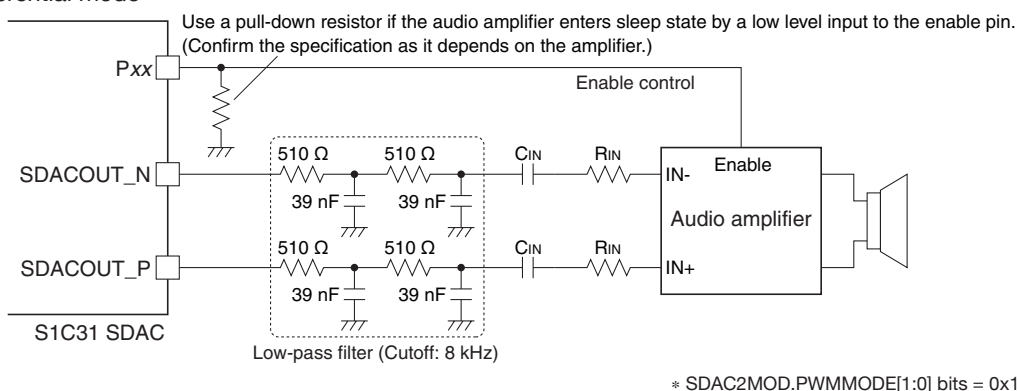 Use a pull-down resistor if the audio amplifier enters sleep state by a low level input to the enable pin.
(Confirm the specification as it depends on the amplifier.)
Pxx
Enable control
510 Ω 510 Ω CIN RIN
SDACOUT_N
IN- Enable
39 nF 39 nF
Audio amplifier
510 Ω 510 Ω CIN RIN
SDACOUT_P
IN+
39 nF 39 nF
S1C31 SDAC
Low-pass filter (Cutoff: 8 kHz)
∗ SDAC2MOD.PWMMODE[1:0] bits = 0x1